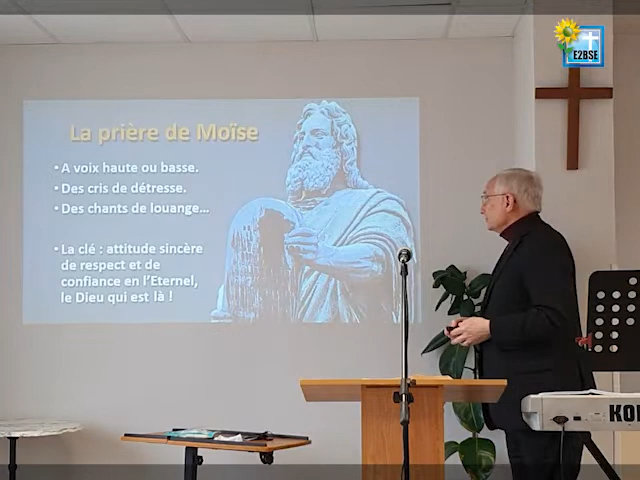 E2BSE
La prière de Moïse
• A voix haute ou basse.
• Des cris de détresse.
• Des chants de louange...
• La clé : attitude sincère
de respect et de
confiance en l'Eternel,
le Dieu qui est là !